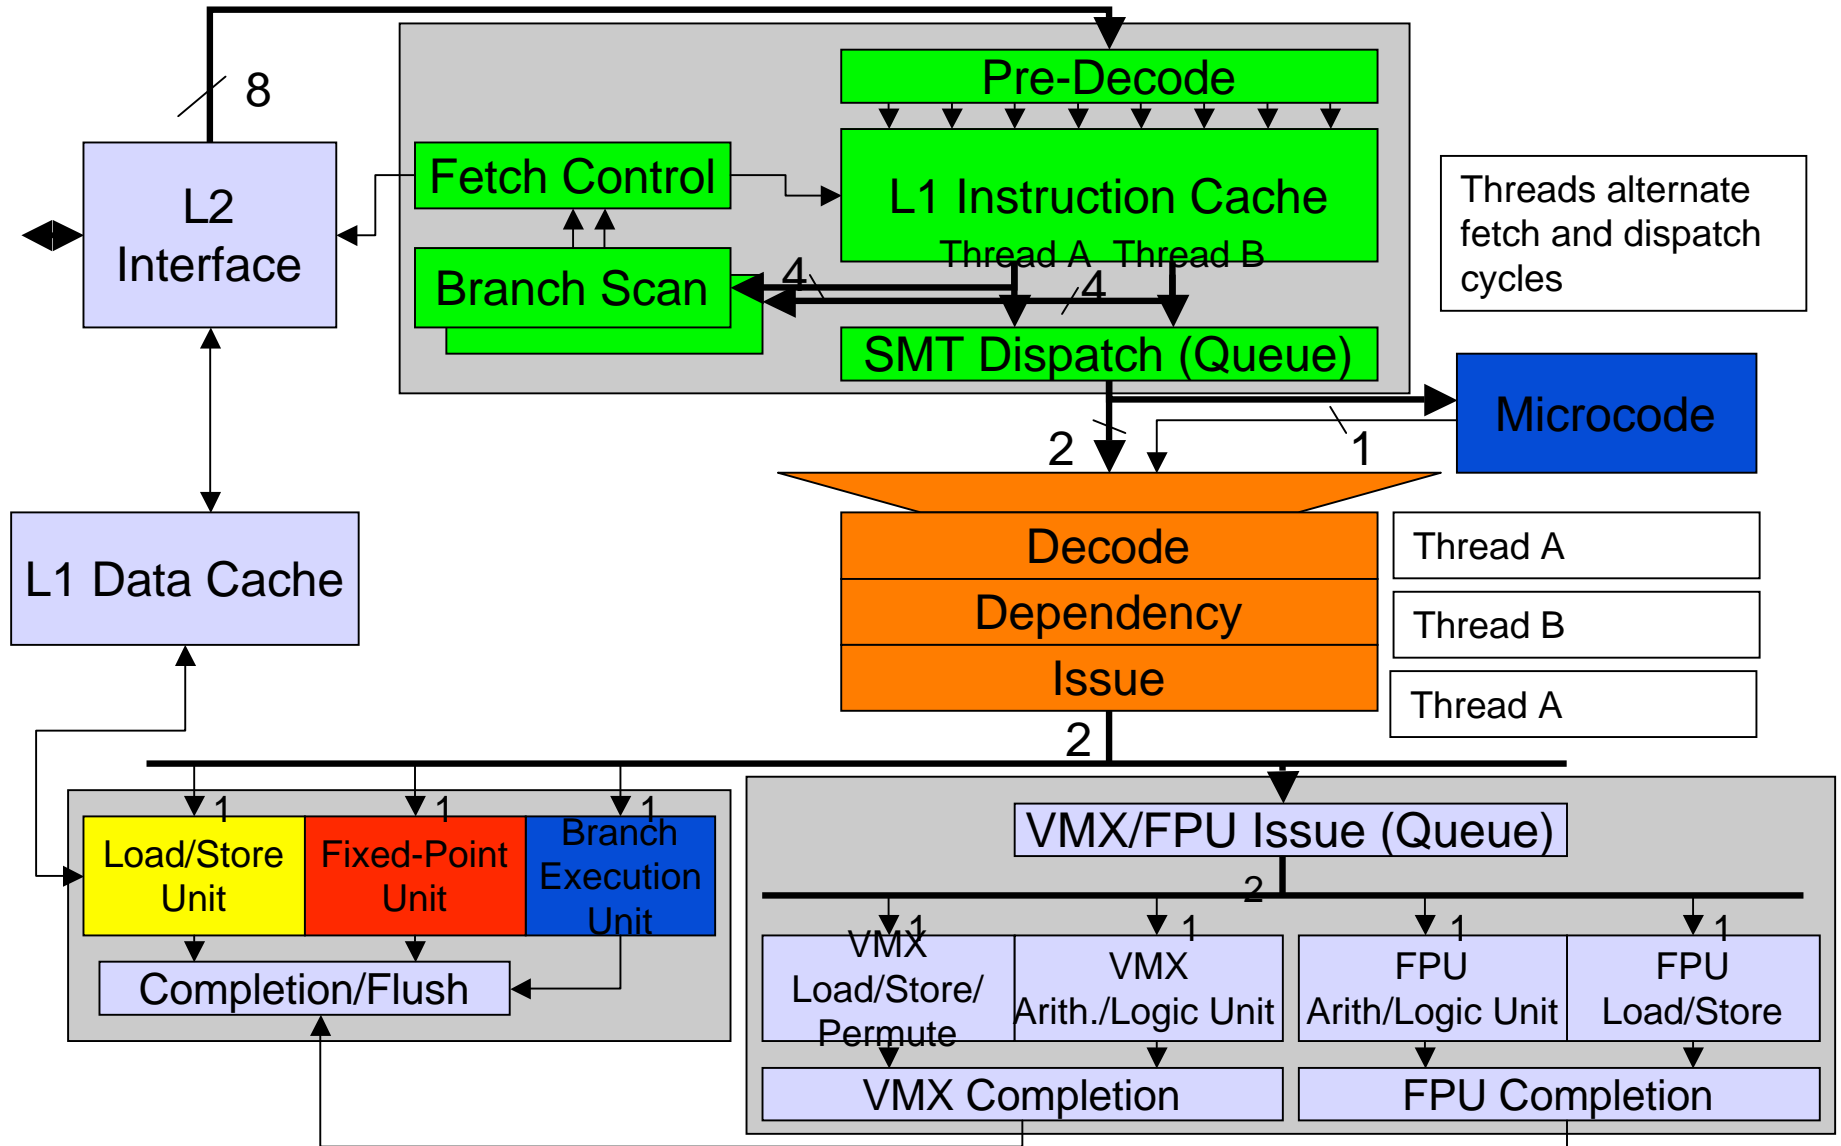 8
Pre-Decode
L2
Interface
Fetch Control
L1 Instruction Cache
Thread A
Thread B
Threads alternate
fetch and dispatch
cycles
Branch Scan
4
4
SMT Dispatch (Queue)
Microcode
2
1
L1 Data Cache
Decode
Thread A
Dependency
Thread B
Issue
Thread A
2
1
1
1
Load/Store
Unit
Fixed-Point
Unit
Branch
Execution
Unit
Completion/Flush
VMX/FPU Issue (Queue)
2
1
1
1
1
VMX
Load/Store/
Permute
VMX
Arith./Logic Unit
FPU
Arith/Logic Unit
FPU
Load/Store
VMX Completion
FPU Completion